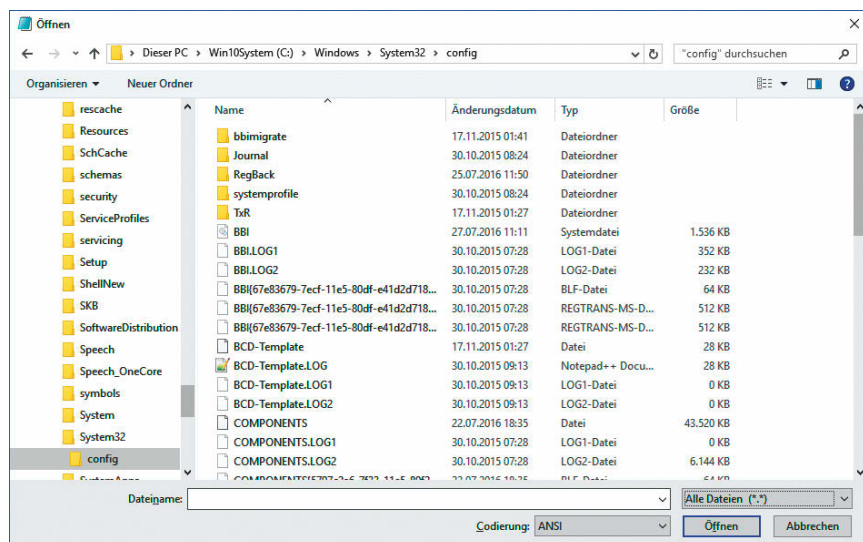 Öffnen
Dieser PC > Win10System (C:) > Windows > System32 > config
"config" durchsuchen
Organisieren
Neuer Ordner
rescache
Resources
SchCache
schemas
security
ServiceProfiles
servicing
Setup
ShellNew
SKB
SoftwareDistribution
Speech
Speech_OneCore
symbols
System
System32
config
Name Änderungsdatum Typ Größe
bbimigrate 17.11.2015 01:41 Dateiordner
Journal 30.10.2015 08:24 Dateiordner
RegBack 25.07.2016 11:50 Dateiordner
systemprofile 30.10.2015 08:24 Dateiordner
TxR 17.11.2015 01:27 Dateiordner
BBI 27.07.2016 11:11 Systemdatei 1.536 KB
BBI.LOG1 30.10.2015 07:28 LOG1-Datei 352 KB
BBI.LOG2 30.10.2015 07:28 LOG2-Datei 232 KB
BBI{67e83679-7ecf-11e5-80df-e41d2d718... 30.10.2015 07:28 BLF-Datei 64 KB
BBI{67e83679-7ecf-11e5-80df-e41d2d718... 30.10.2015 07:28 REGTRANS-MS-D... 512 KB
BBI{67e83679-7ecf-11e5-80df-e41d2d718... 30.10.2015 07:28 REGTRANS-MS-D... 512 KB
BCD-Template 17.11.2015 01:27 Datei 28 KB
BCD-Template.LOG 30.10.2015 09:13 Notepad++ Docu... 28 KB
BCD-Template.LOG1 30.10.2015 09:13 LOG1-Datei 0 KB
BCD-Template.LOG2 30.10.2015 09:13 LOG2-Datei 0 KB
COMPONENTS 22.07.2016 18:35 Datei 43.520 KB
COMPONENTS.LOG1 30.10.2015 07:28 LOG1-Datei 0 KB
COMPONENTS.LOG2 30.10.2015 07:28 LOG2-Datei 6.144 KB
Dateiname:
Alle Dateien (*.*)
Codierung: ANSI
Öffnen
Abbrechen